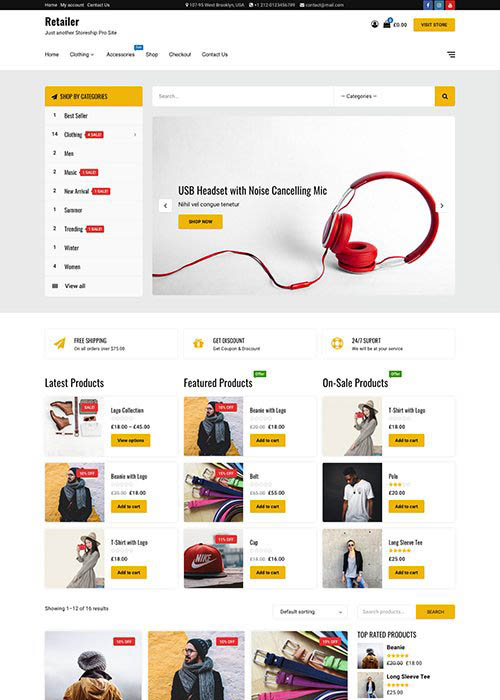 Home My account Contact Us
157-95 West Brooklyn, USA +1 212-0123456789 contact@mail.com
Retailer
Just another Storeship Pro Site
0 £0.00 VISIT STORE
Home Clothing Accessories Shop Checkout Contact Us
SHOP BY CATEGORIES
Search... -- Categories --
1 Best Seller
14 Clothing 4 SALE!
2 Men
2 Music 1 SALE!
2 New Arrival 1 SALE!
1 Summer
2 Trending 1 SALE!
1 Winter
4 Women
View all
USB Headset with Noise Cancelling Mic
Nihil vel congue tenetur
SHOP NOW
FREE SHIPPING
On all orders over $75.00
GET DISCOUNT
Get Coupon & Discount
24/7 SUPORT
We will be at your service
Latest Products
Featured Products Offer
On-Sale Products Offer
SALE!
Logo Collection
£18.00 – £45.00
View options
10% OFF
Beanie with Logo
£20.00 £18.00
Add to cart
T-Shirt with Logo
£18.00
Add to cart
10% OFF
Beanie with Logo
£20.00 £18.00
Add to cart
Belt
£65.00 £55.00
Add to cart
Polo
£20.00
Add to cart
T-Shirt with Logo
£18.00
Add to cart
11% OFF
NIKE
Cap
£18.00 £16.00
Add to cart
Long Sleeve Tee
£25.00
Add to cart
Showing 1–12 of 16 results
Default sorting
Search products... SEARCH
10% OFF
10% OFF
TOP RATED PRODUCTS
Beanie
£20.00 £18.00
Long Sleeve Tee
£25.00